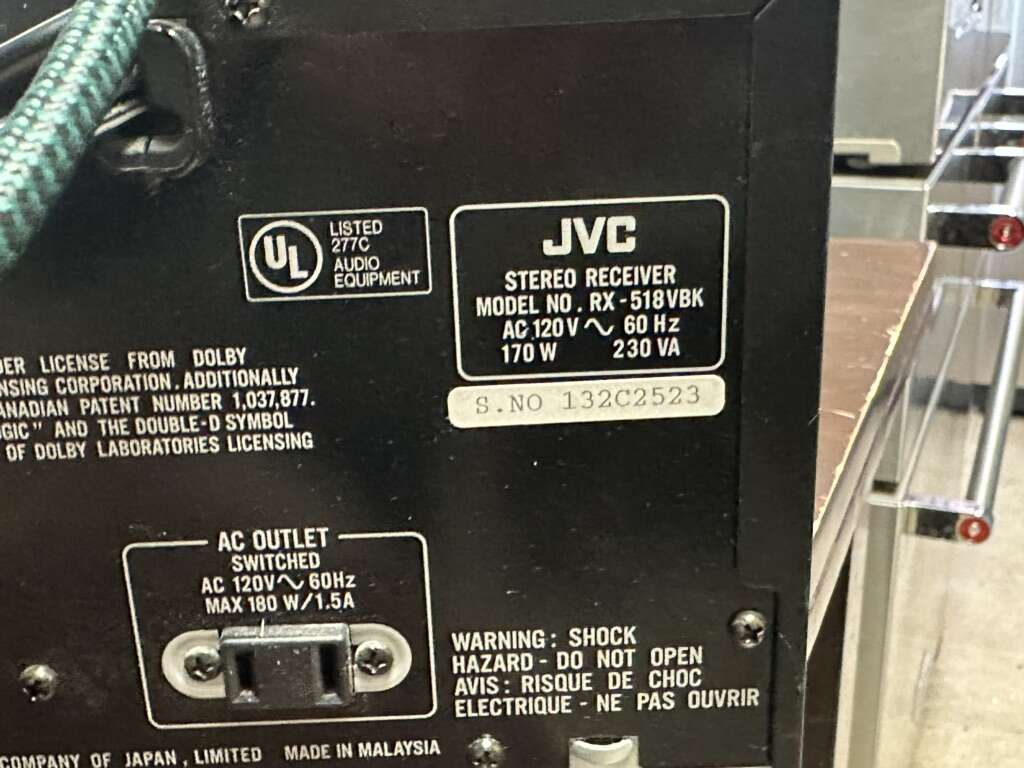 UL
LISTED
277C
AUDIO
EQUIPMENT
JVC
STEREO RECEIVER
MODEL NO. RX-518VBK
AC 120V ~ 60Hz
170 W 230 VA
S.NO 132C2523
LICENSE FROM DOLBY
CORPORATION. ADDITIONALLY
PATENT NUMBER 1,037,877.
" AND THE DOUBLE-D SYMBOL
OF DOLBY LABORATORIES LICENSING
AC OUTLET
SWITCHED
AC 120V ~ 60Hz
MAX 180 W/1.5A
WARNING: SHOCK
HAZARD - DO NOT OPEN
AVIS: RISQUE DE CHOC
ELECTRIQUE - NE PAS OUVRIR
COMPANY OF JAPAN, LIMITED MADE IN MALAYSIA